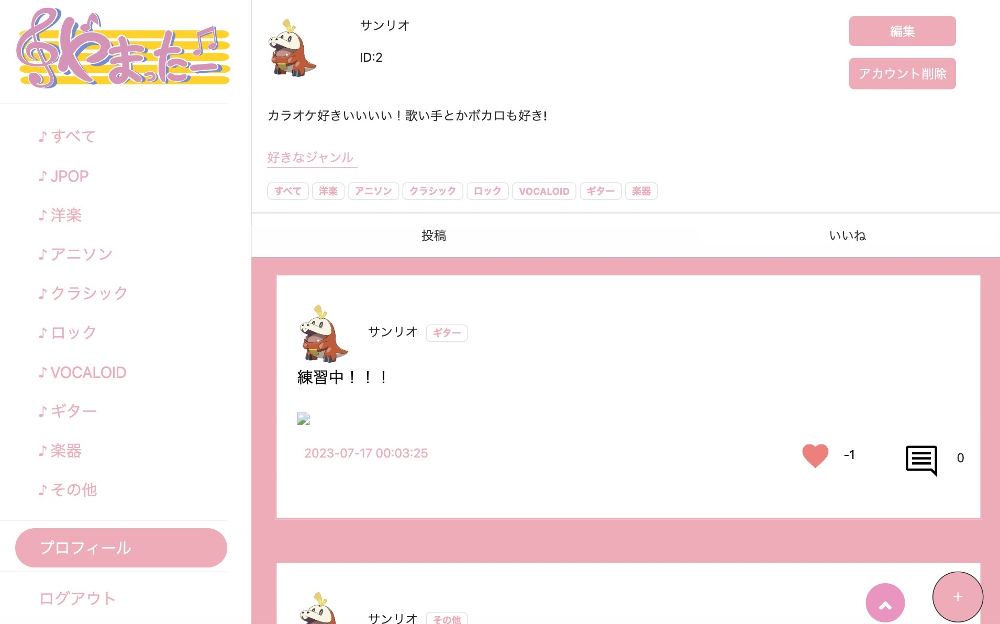 やまったー
♪すべて
♪JPOP
♪洋楽
♪アニソン
♪クラシック
♪ロック
♪VOCALOID
♪ギター
♪楽器
♪その他
プロフィール
ログアウト
サンリオ
ID:2
編集
アカウント削除
カラオケ好きいいいい！歌い手とかボカロも好き!
好きなジャンル
すべて 洋楽 アニソン クラシック ロック VOCALOID ギター 楽器
投稿 いいね
サンリオ ギター
練習中！！！
2023-07-17 00:03:25 -1 0
サンリオ その他
+